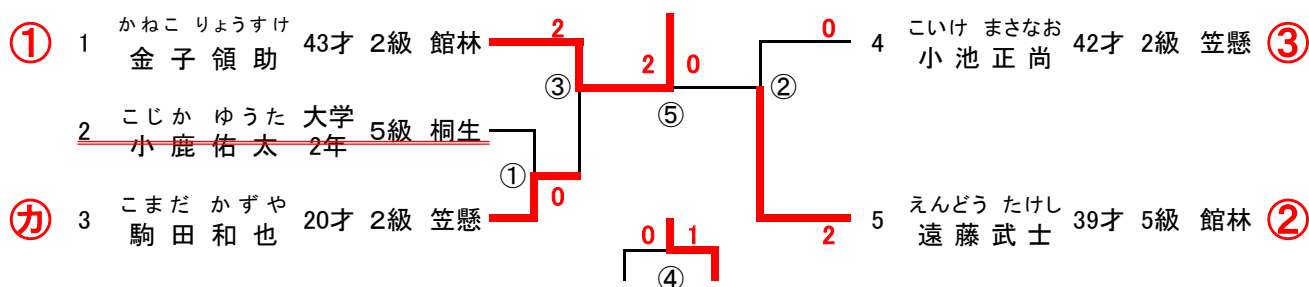 ① 1 かねこ りょうすけ 金子領助 43才 2級 館林
2 こじか ゆうた 小鹿佑太 大学2年 5級 桐生
㋕ 3 こまだ かずや 駒田和也 20才 2級 笠懸
2
③
①
0
2 0
⑤
0 1
④
0
②
2
4 こいけ まさなお 小池正尚 42才 2級 笠懸 ③
5 えんどう たけし 遠藤武士 39才 5級 館林 ②